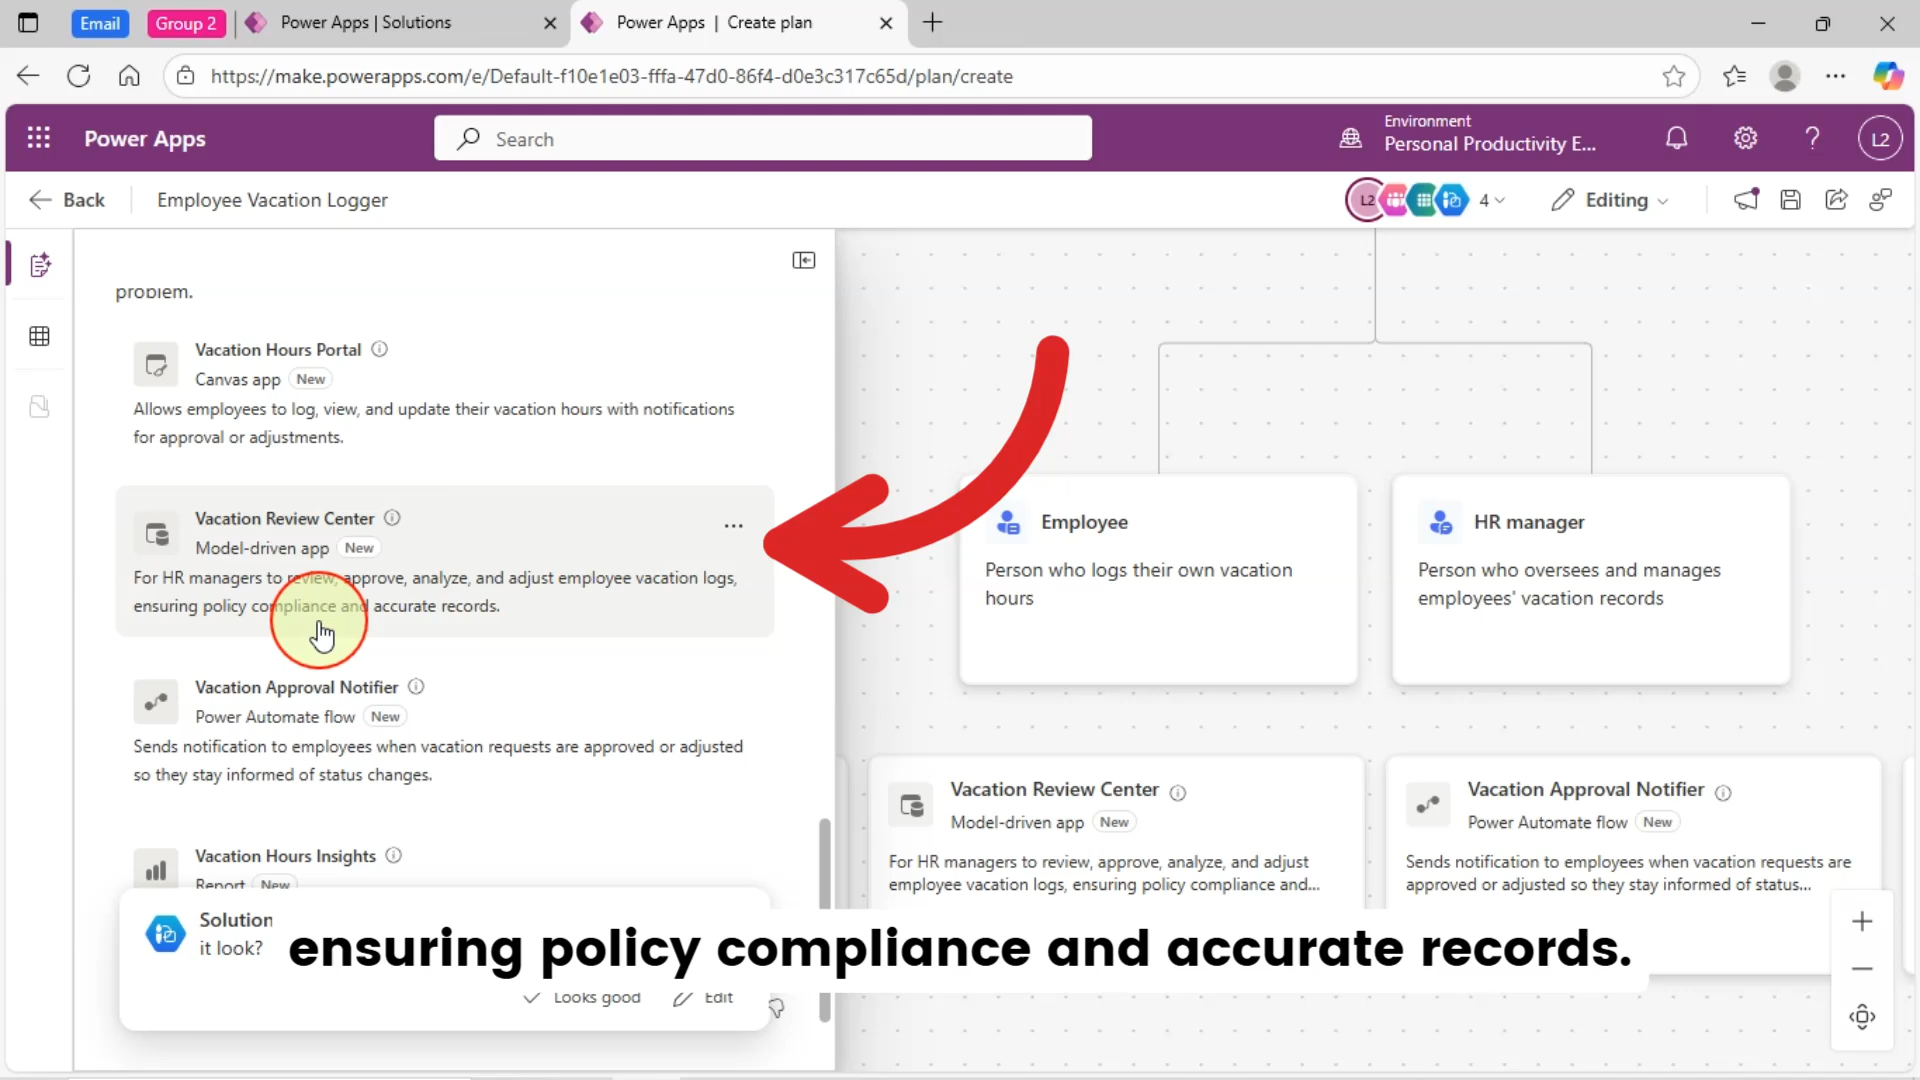 Email
Group 2
Power Apps | Solutions
Power Apps | Create plan
https://make.powerapps.com/e/Default-f10e1e03-fffa-47d0-86f4-d0e3c317c65d/plan/create
Power Apps
Search
Environment
Personal Productivity E...
L2
Back
Employee Vacation Logger
L2
4
Editing
problem.
Vacation Hours Portal
Canvas app New
Allows employees to log, view, and update their vacation hours with notifications
for approval or adjustments.
Vacation Review Center
Model-driven app New
For HR managers to review, approve, analyze, and adjust employee vacation logs,
ensuring policy compliance and accurate records.
Vacation Approval Notifier
Power Automate flow New
Sends notification to employees when vacation requests are approved or adjusted
so they stay informed of status changes.
Vacation Hours Insights
Report New
Solution
it look?
Looks good
Edit
Employee
Person who logs their own vacation
hours
HR manager
Person who oversees and manages
employees' vacation records
Vacation Review Center
Model-driven app New
For HR managers to review, approve, analyze, and adjust
employee vacation logs, ensuring policy compliance and...
Vacation Approval Notifier
Power Automate flow New
Sends notification to employees when vacation requests are
approved or adjusted so they stay informed of status...
ensuring policy compliance and accurate records.